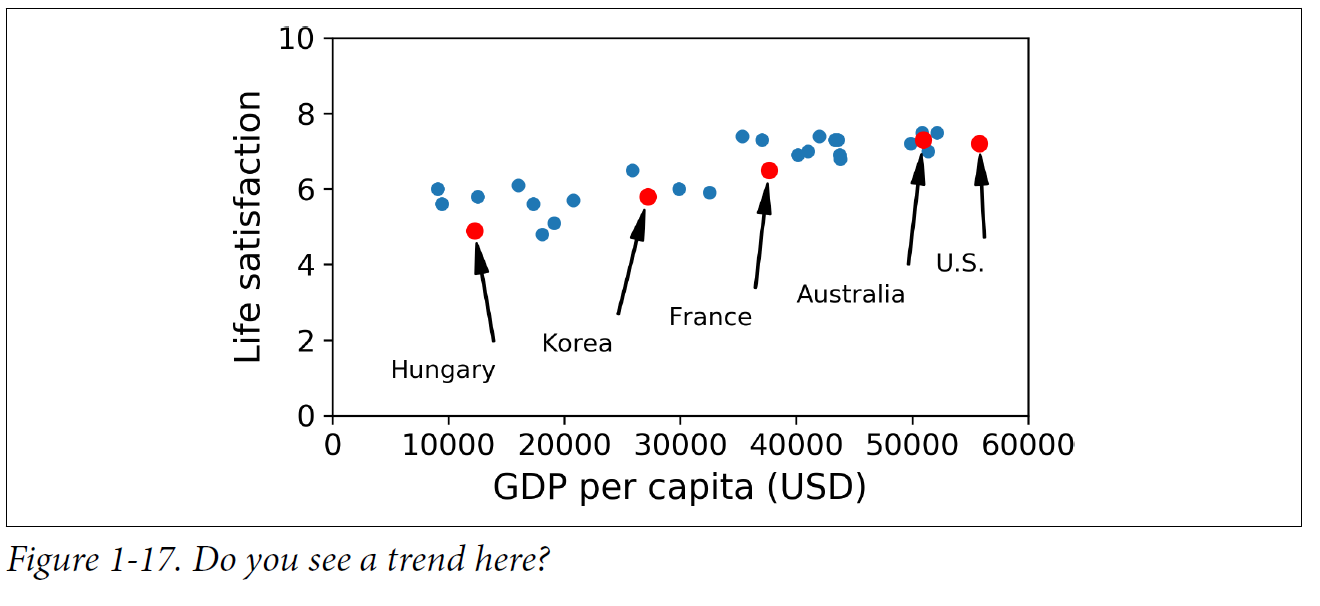 10
8
6
4
2
0
Life satisfaction
Hungary
Korea
France
Australia
U.S.
0 10000 20000 30000 40000 50000 60000
GDP per capita (USD)
Figure 1-17. Do you see a trend here?